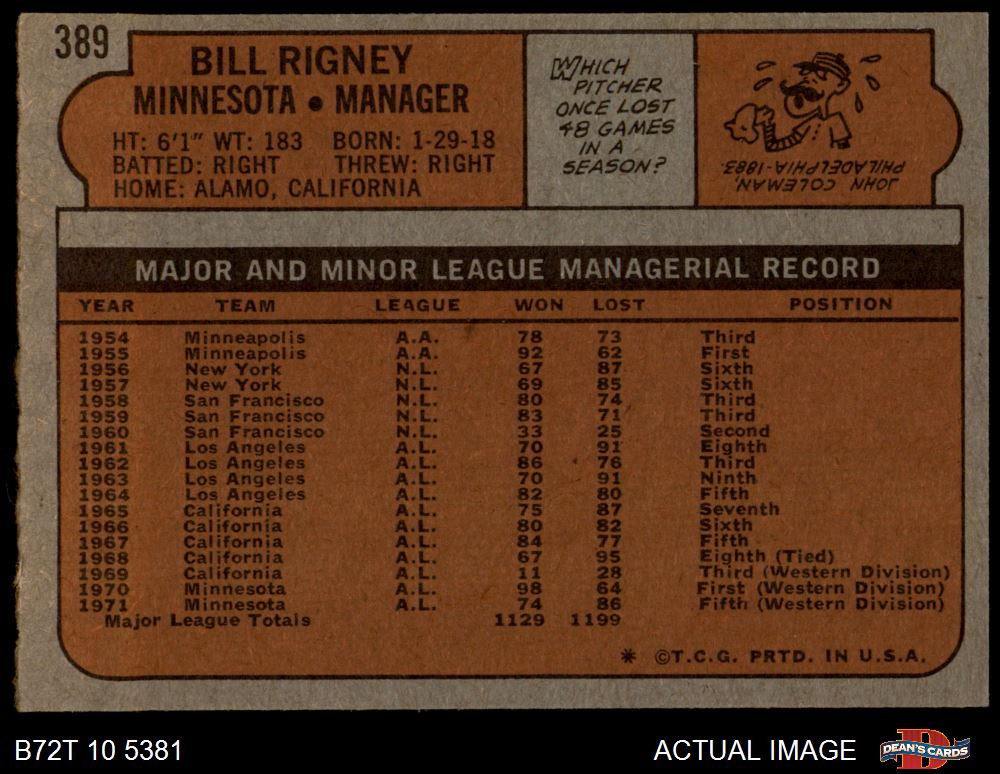 389
BILL RIGNEY
MINNESOTA • MANAGER
HT: 6'1" WT: 183 BORN: 1-29-18
BATTED: RIGHT THREW: RIGHT
HOME: ALAMO, CALIFORNIA
WHICH
PITCHER
ONCE LOST
48 GAMES
IN A
SEASON?
JOHN COLEMAN,
PHILADELPHIA-1883.
MAJOR AND MINOR LEAGUE MANAGERIAL RECORD
YEAR TEAM LEAGUE WON LOST POSITION
1954 Minneapolis A.A. 78 73 Third
1955 Minneapolis A.A. 92 62 First
1956 New York N.L. 67 87 Sixth
1957 New York N.L. 69 85 Sixth
1958 San Francisco N.L. 80 74 Third
1959 San Francisco N.L. 83 71 Third
1960 San Francisco N.L. 33 25 Second
1961 Los Angeles A.L. 70 91 Eighth
1962 Los Angeles A.L. 86 76 Third
1963 Los Angeles A.L. 70 91 Ninth
1964 Los Angeles A.L. 82 80 Fifth
1965 California A.L. 75 87 Seventh
1966 California A.L. 80 82 Sixth
1967 California A.L. 84 77 Fifth
1968 California A.L. 67 95 Eighth (Tied)
1969 California A.L. 11 28 Third (Western Division)
1970 Minnesota A.L. 98 64 First (Western Division)
1971 Minnesota A.L. 74 86 Fifth (Western Division)
Major League Totals 1129 1199
* ©T.C.G. PRTD. IN U.S.A.
B72T 10 5381 ACTUAL IMAGE DEAN'S CARDS